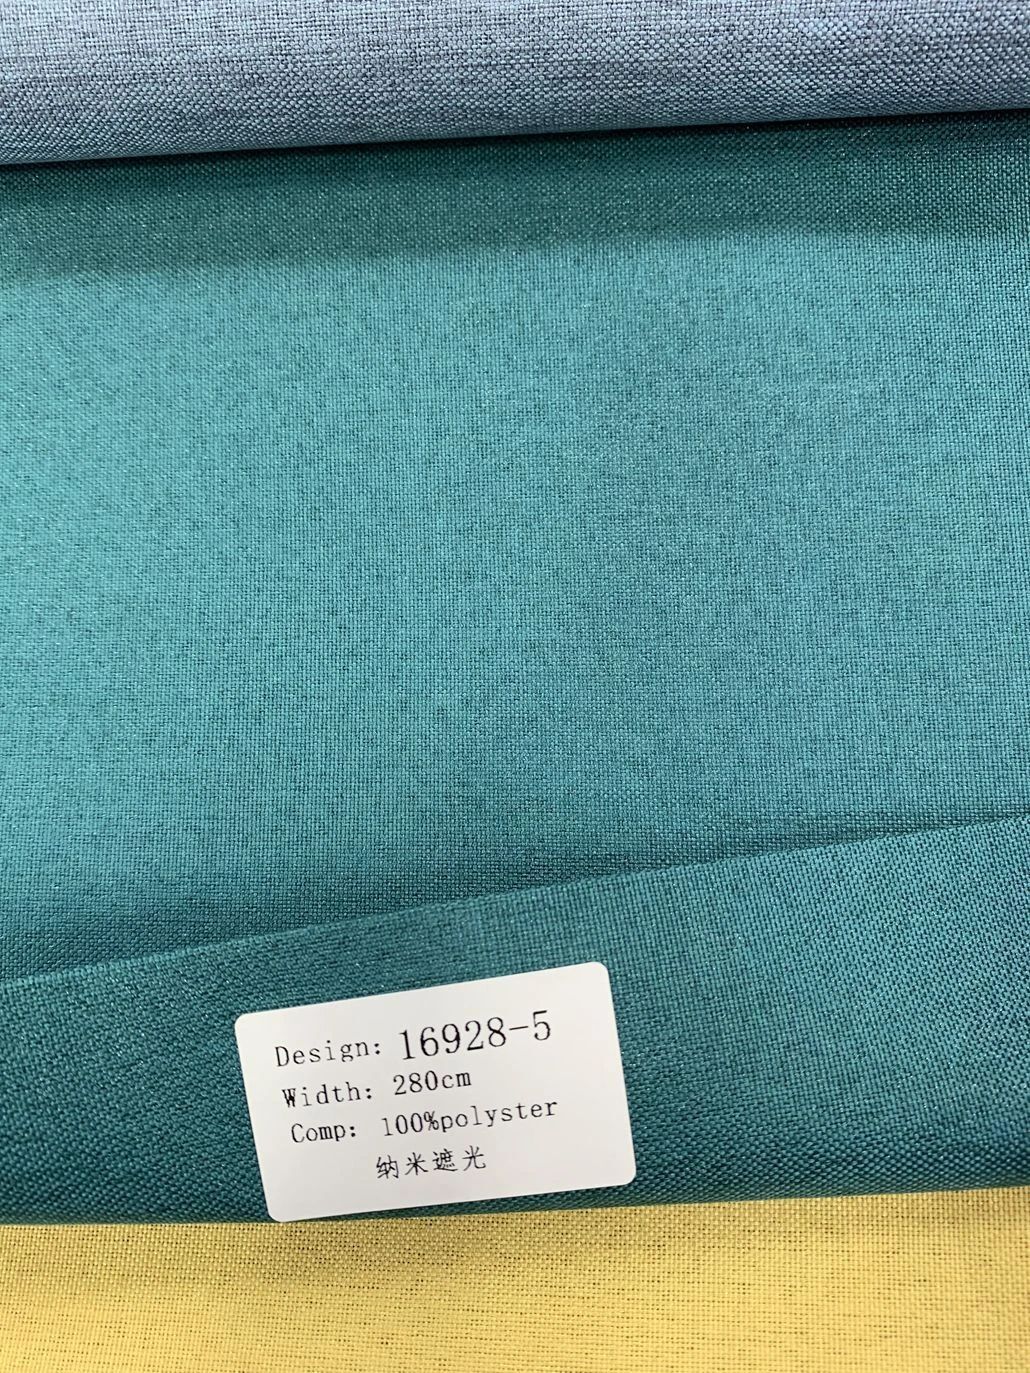 Design: 16928-5
Width: 280cm
Comp: 100%polyster
纳米遮光